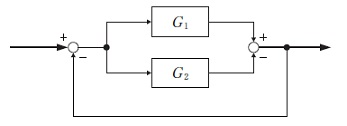 G₁
+ +
− −
G₂